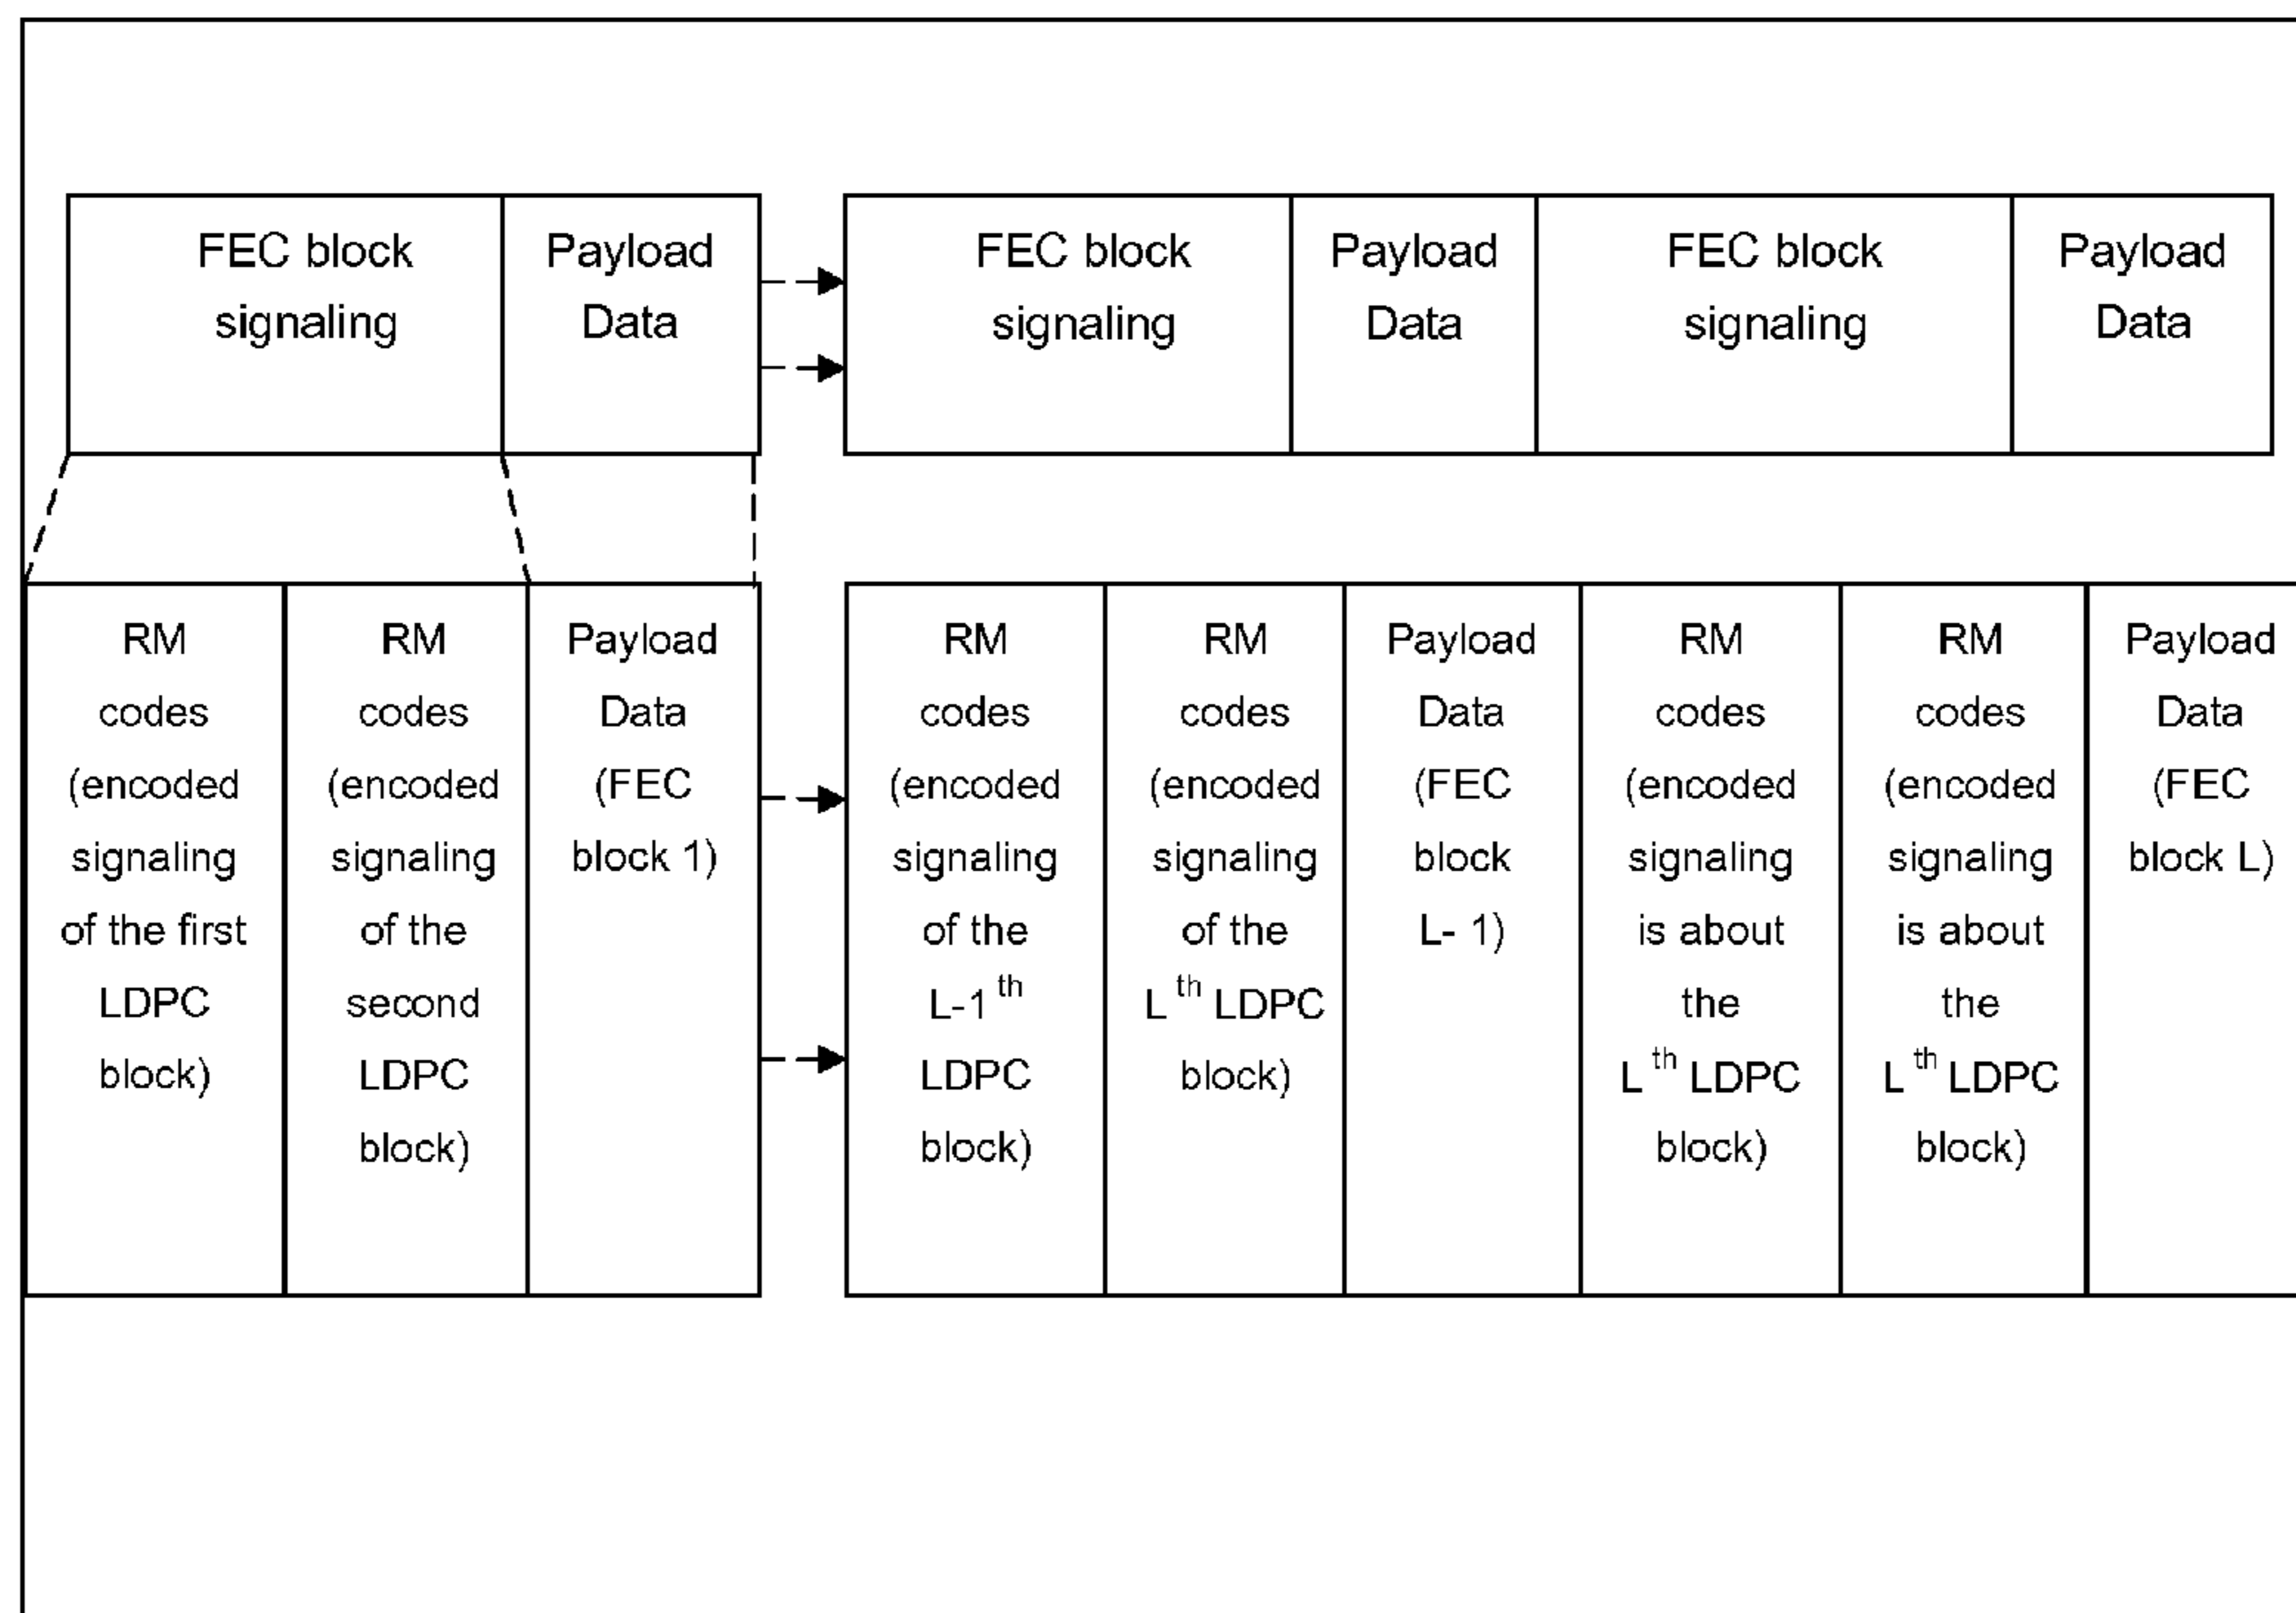 FEC block
signaling
Payload
Data
FEC block
signaling
Payload
Data
FEC block
signaling
Payload
Data
RM
codes
(encoded
signaling
of the first
LDPC
block)
RM
codes
(encoded
signaling
of the
second
LDPC
block)
Payload
Data
(FEC
block 1)
RM
codes
(encoded
signaling
of the
L-1 th
LDPC
block)
RM
codes
(encoded
signaling
of the
L th LDPC
block)
Payload
Data
(FEC
block
L- 1)
RM
codes
(encoded
signaling
is about
the
L th LDPC
block)
RM
codes
(encoded
signaling
is about
the
L th LDPC
block)
Payload
Data
(FEC
block L)